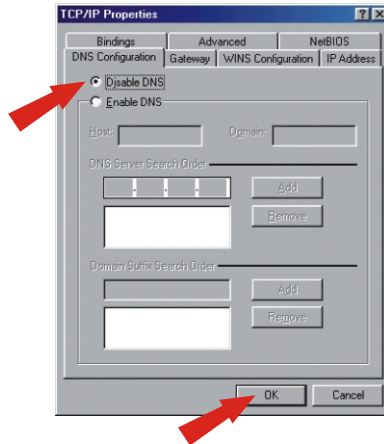 TCP/IP Properties
Bindings Advanced NetBIOS
DNS Configuration Gateway WINS Configuration IP Address
Disable DNS
Enable DNS
Host: Domain:
DNS Server Search Order
Add
Remove
Domain Suffix Search Order
Add
Remove
OK Cancel